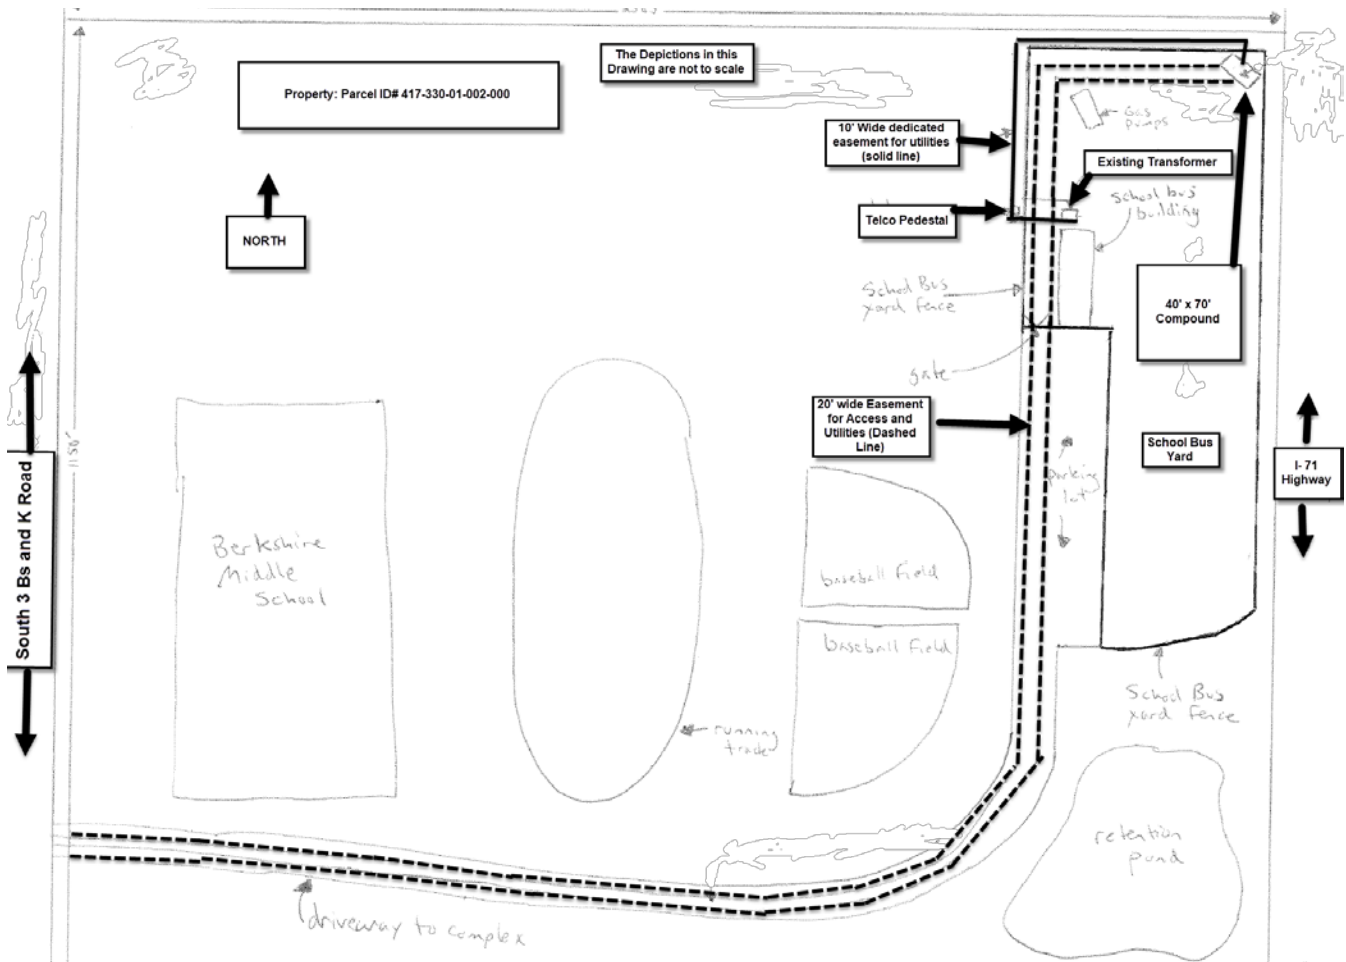 The Depictions in this
Drawing are not to scale
Property: Parcel ID# 417-330-01-002-000
gas
pumps
10' Wide dedicated
easement for utilities
(solid line)
Existing Transformer
School bus
building
Telco Pedestal
NORTH
School Bus
yard fence
40' x 70'
Compound
gate
20' wide Easement
for Access and
Utilities (Dashed
Line)
School Bus
Yard
I- 71
Highway
parking
lot
South 3 Bs and K Road
Berkshire
Middle
School
baseball field
baseball field
School Bus
yard fence
running
track
retention
pond
driveway to complex